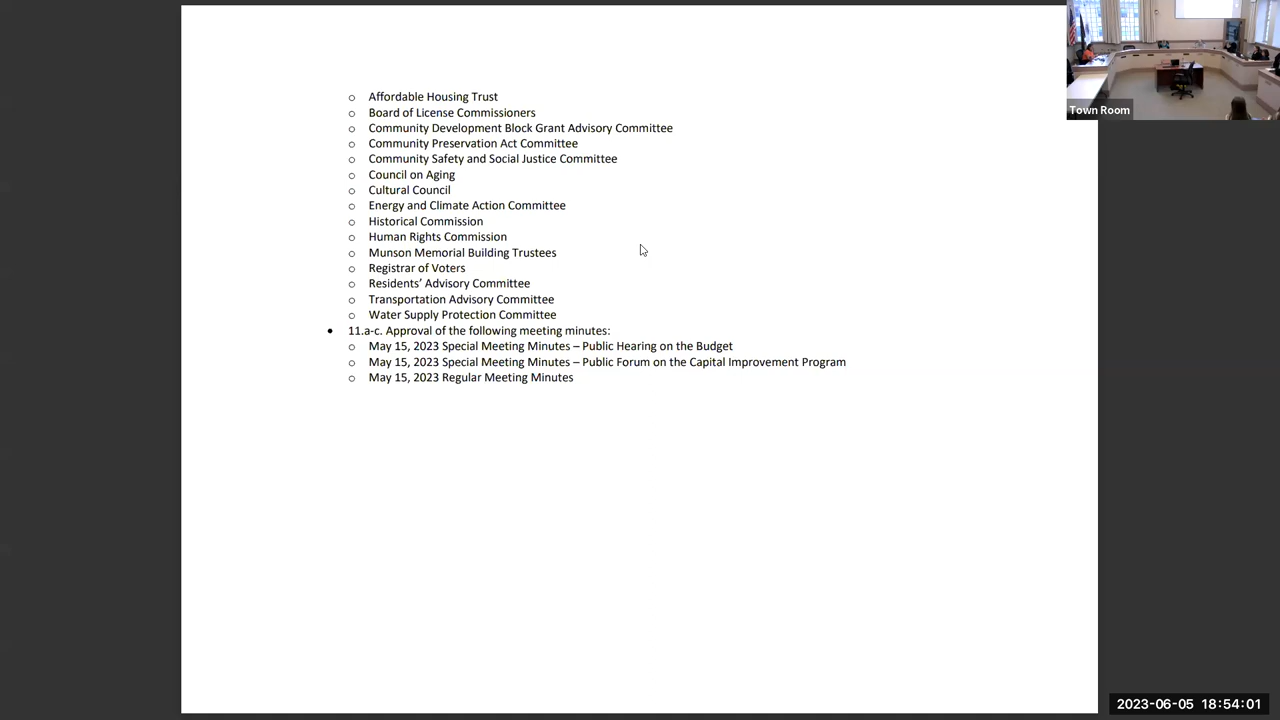 Affordable Housing Trust
Board of License Commissioners
Community Development Block Grant Advisory Committee
Community Preservation Act Committee
Community Safety and Social Justice Committee
Council on Aging
Cultural Council
Energy and Climate Action Committee
Historical Commission
Human Rights Commission
Munson Memorial Building Trustees
Registrar of Voters
Residents’ Advisory Committee
Transportation Advisory Committee
Water Supply Protection Committee
11.a-c. Approval of the following meeting minutes:
May 15, 2023 Special Meeting Minutes – Public Hearing on the Budget
May 15, 2023 Special Meeting Minutes – Public Forum on the Capital Improvement Program
May 15, 2023 Regular Meeting Minutes
Town Room
2023-06-05 18:54:01